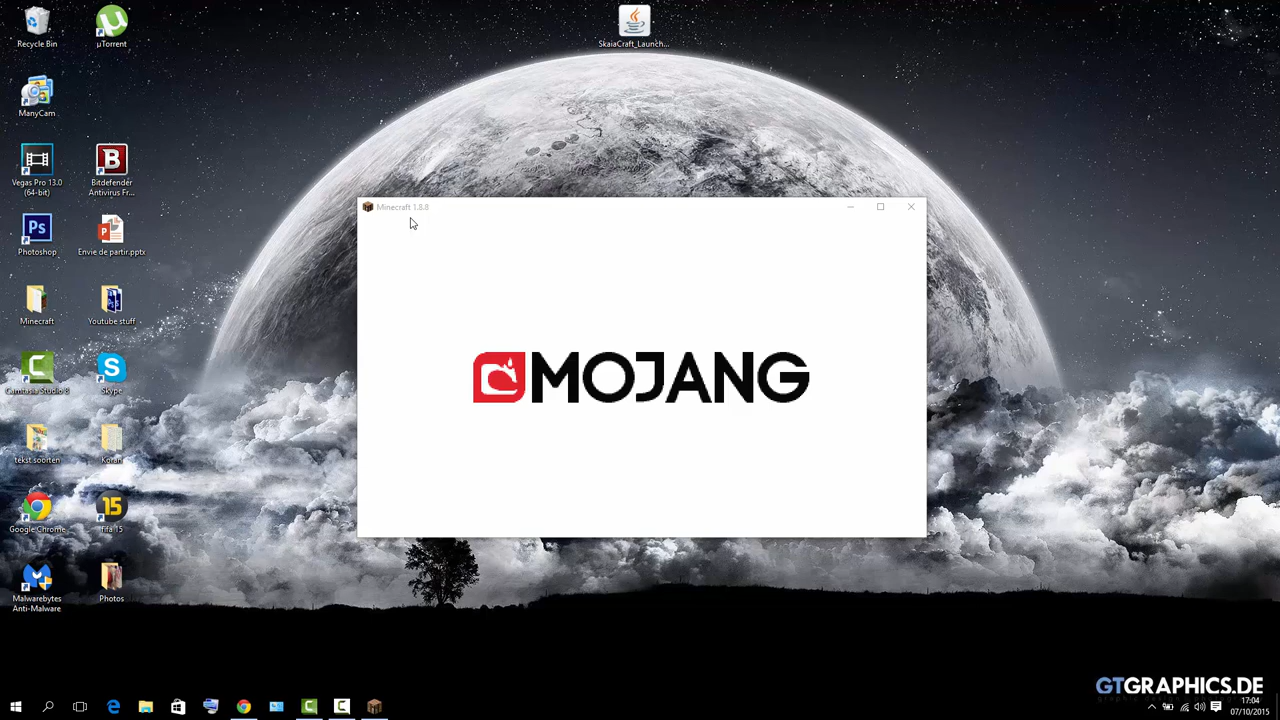 Recycle Bin
µTorrent
SkaiaCraft_Launch...
ManyCam
Vegas Pro 13.0
(64-bit)
Bitdefender
Antivirus Fr...
Photoshop
Envie de partir.pptx
Minecraft
Youtube stuff
Camtasia Studio 8
Skype
tekst soorten
Koran
Google Chrome
fifa 15
Malwarebytes
Anti-Malware
Photos
Minecraft 1.8.8
MOJANG
GTGRAPHICS.DE
17:04
07/10/2015